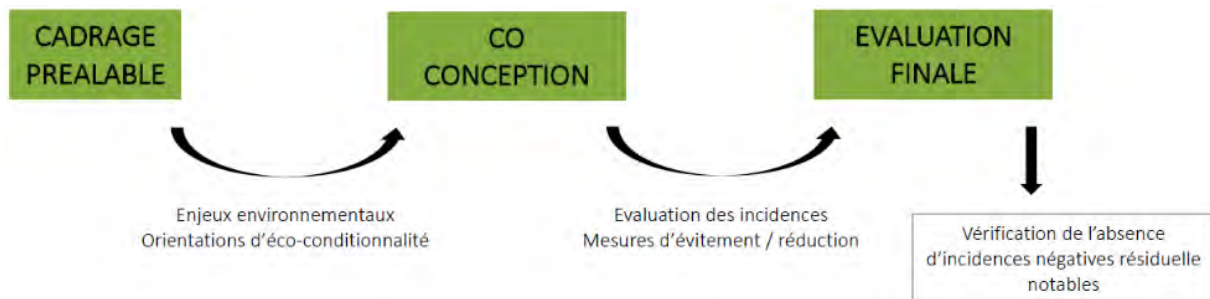 CADRAGE
PREALABLE
CO
CONCEPTION
EVALUATION
FINALE
Enjeux environnementaux
Orientations d'éco-conditionnalité
Evaluation des incidences
Mesures d'évitement / réduction
Vérification de l'absence
d'incidences négatives résiduelle
notables